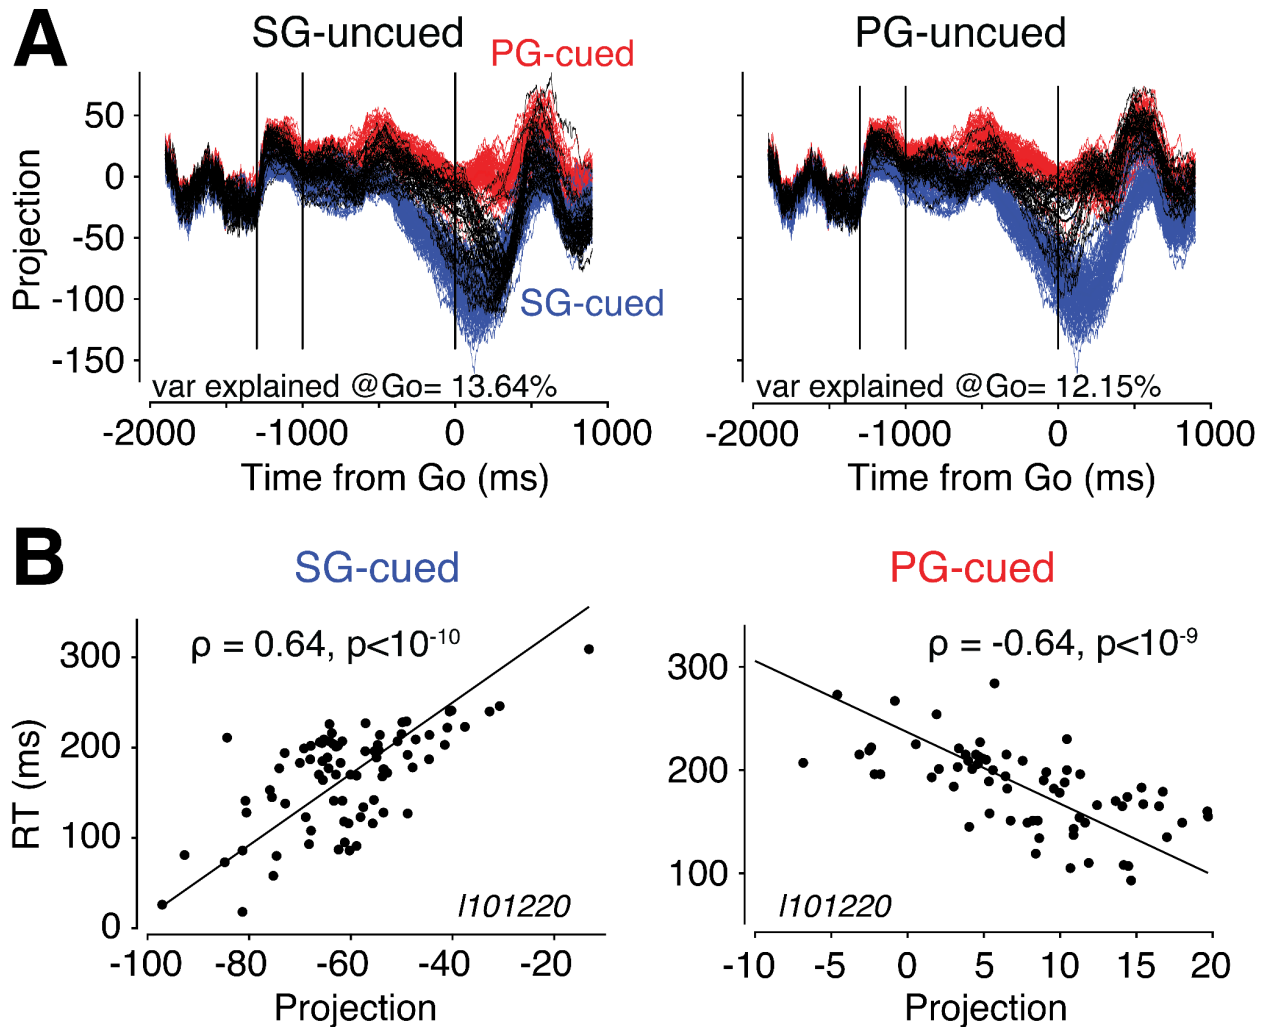 A
SG-uncued
PG-uncued
PG-cued
50
0
-50
-100
-150
Projection
SG-cued
var explained @Go= 13.64%
var explained @Go= 12.15%
-2000 -1000 0 1000
-2000 -1000 0 1000
Time from Go (ms)
Time from Go (ms)
B
SG-cued
PG-cued
ρ = 0.64, p<10-10
ρ = -0.64, p<10-9
300
200
100
0
RT (ms)
300
200
100
l101220
l101220
-100 -80 -60 -40 -20
-10 -5 0 5 10 15 20
Projection
Projection